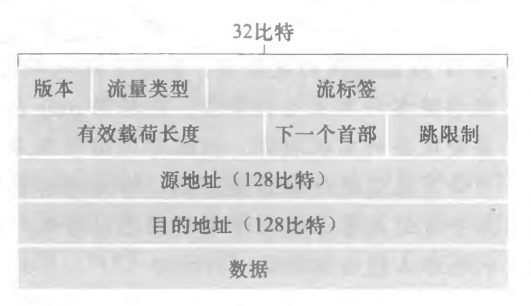 32比特
版本 流量类型 流标签
有效载荷长度 下一个首部 跳限制
源地址（128比特）
目的地址（128比特）
数据